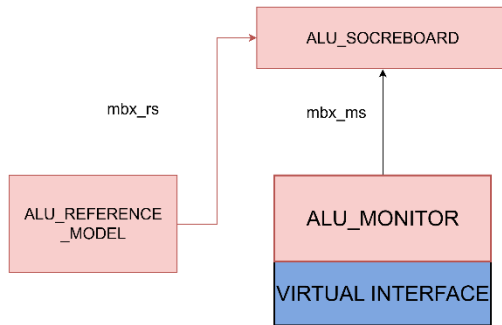 ALU_SOCREBOARD
mbx_rs
mbx_ms
ALU_REFERENCE
_MODEL
ALU_MONITOR
VIRTUAL INTERFACE